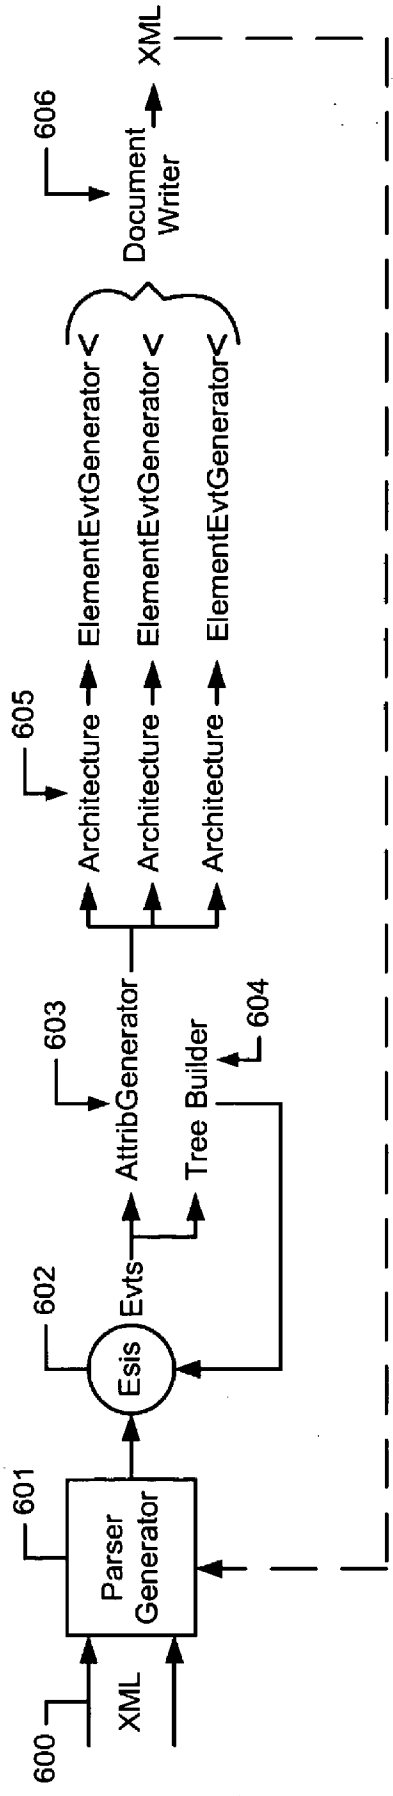 600
XML
601
Parser
Generator
602
Esis
Evts
603
AttribGenerator
Tree Builder
604
605
Architecture
ElementEvtGenerator
<
Architecture
ElementEvtGenerator
<
Architecture
ElementEvtGenerator
<
606
Document
Writer
XML